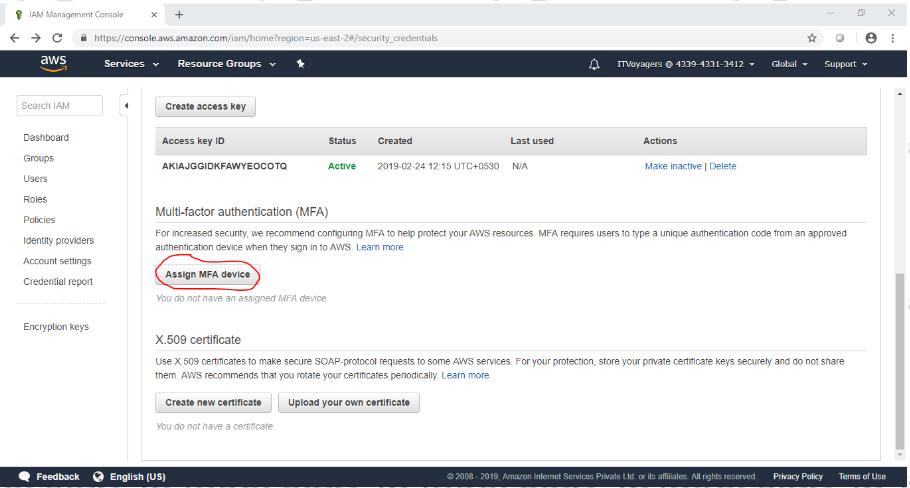 IAM Management Console
https://console.aws.amazon.com/iam/home?region=us-east-2#/security_credentials
aws Services Resource Groups ITVoyagers @ 4339-4331-3412 Global Support
Search IAM
Dashboard
Groups
Users
Roles
Policies
Identity providers
Account settings
Credential report
Encryption keys
Create access key
Access key ID Status Created Last used Actions
AKIAJGGIDKFAWYEOCOTQ Active 2019-02-24 12:15 UTC+0530 N/A Make inactive | Delete
Multi-factor authentication (MFA)
For increased security, we recommend configuring MFA to help protect your AWS resources. MFA requires users to type a unique authentication code from an approved
authentication device when they sign in to AWS. Learn more
Assign MFA device
You do not have an assigned MFA device.
X.509 certificate
Use X.509 certificates to make secure SOAP-protocol requests to some AWS services. For your protection, store your private certificate keys securely and do not share
them. AWS recommends that you rotate your certificates periodically. Learn more
Create new certificate Upload your own certificate
You do not have a certificate.
Feedback English (US) © 2008 - 2019, Amazon Internet Services Private Ltd. or its affiliates. All rights reserved. Privacy Policy Terms of Use